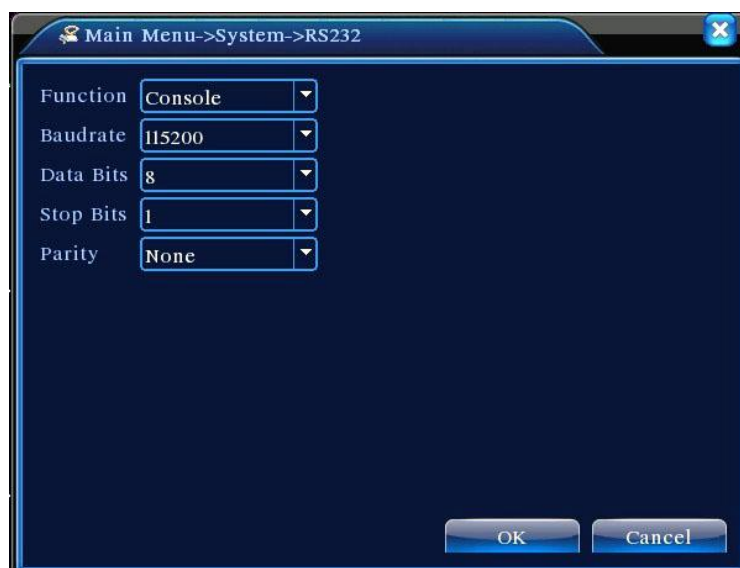 Main Menu->System->RS232
Function Console
Baudrate 115200
Data Bits 8
Stop Bits 1
Parity None
OK Cancel